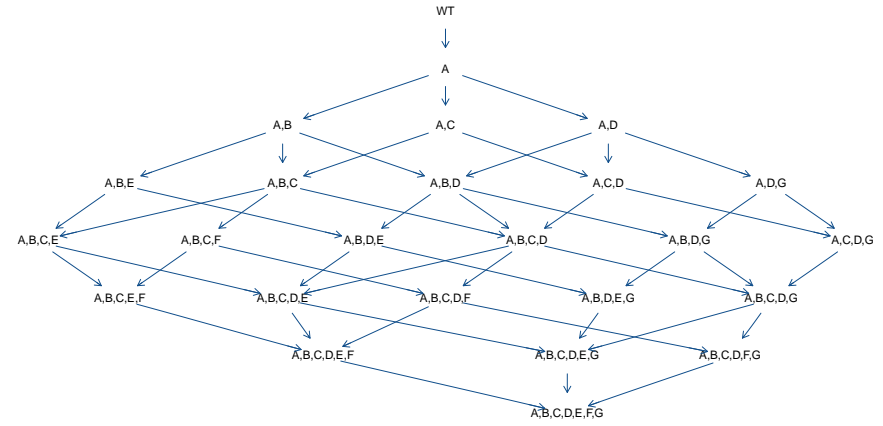 WT
A
A,B
A,C
A,D
A,B,E
A,B,C
A,B,D
A,C,D
A,D,G
A,B,C,E
A,B,C,F
A,B,D,E
A,B,C,D
A,B,D,G
A,C,D,G
A,B,C,E,F
A,B,C,D,E
A,B,C,D,F
A,B,D,E,G
A,B,C,D,G
A,B,C,D,E,F
A,B,C,D,E,G
A,B,C,D,F,G
A,B,C,D,E,F,G